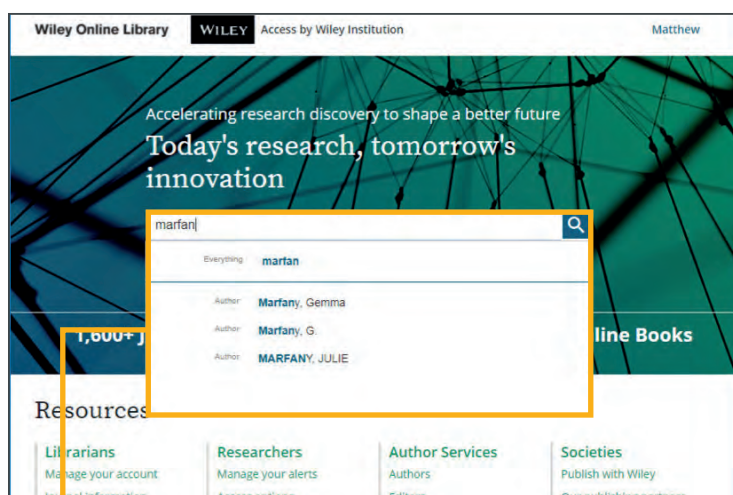 Wiley Online Library WILEY Access by Wiley Institution Matthew
Accelerating research discovery to shape a better future
Today's research, tomorrow's
innovation
marfan
Everything marfan
Author Marfany, Gemma
Author Marfany, G.
Author MARFANY, JULIE
1,600+ J line Books
Resources
Librarians Researchers Author Services Societies
Manage your account Manage your alerts Authors Publish with Wiley